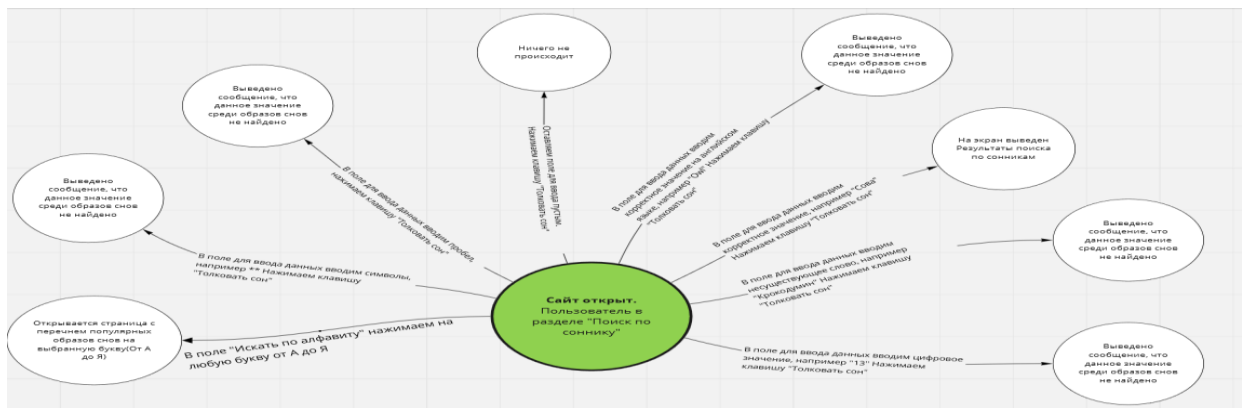 Ничего не
происходит
Выведено
сообщение, что
данное значение
среди образов снов
не найдено
Выведено
сообщение, что
данное значение
среди образов снов
не найдено
На экран выведен
Результаты поиска
по сонникам
Выведено
сообщение, что
данное значение
среди образов снов
не найдено
Выведено
сообщение, что
данное значение
среди образов снов
не найдено
Открывается страница с
перечнем популярных
образов снов на
выбранную букву(От А
до Я)
Выведено
сообщение, что
данное значение
среди образов снов
не найдено
Сайт открыт.
Пользователь в
разделе "Поиск по
соннику"
Оставляем поле для ввода пустым.
Нажимаем клавишу "Толковать сон"
В поле для ввода данных вводим
корректное значение на английском
языке, например "Owl" Нажимаем клавишу
"Толковать сон"
В поле для ввода данных вводим пробел,
нажимаем клавишу "Толковать сон"
В поле для ввода данных вводим
корректное значение, например "Сова"
Нажимаем клавишу "Толковать сон"
В поле для ввода данных вводим символы,
например ** Нажимаем клавишу
"Толковать сон"
В поле для ввода данных вводим
несуществующее слово, например
"Крокодумин" Нажимаем клавишу
"Толковать сон"
В поле "Искать по алфавиту" нажимаем на
любую букву от А до Я
В поле для ввода данных вводим цифровое
значение, например "13" Нажимаем
клавишу "Толковать сон"